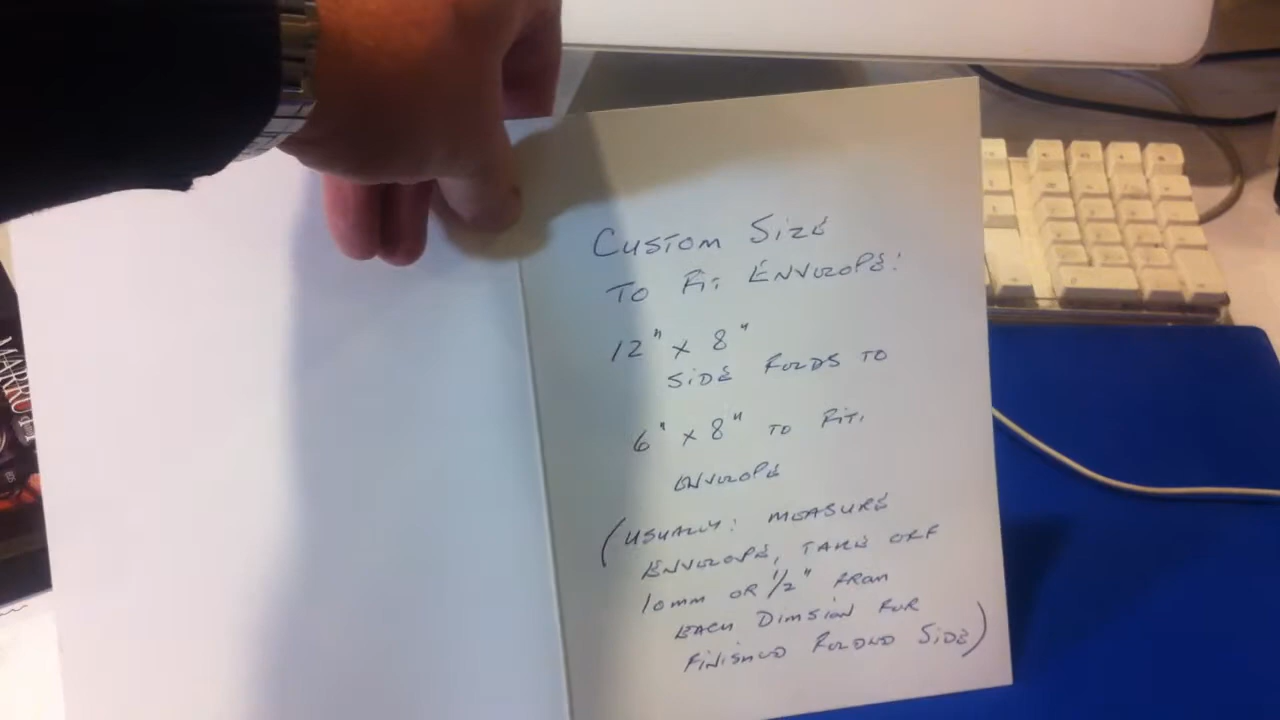 CUSTOM SIZE
TO FIT ENVELOPE:
12" x 8"
SIDE FOLDS TO
6" x 8" TO FIT.
ENVELOPE
(USUALLY: MEASURE
ENVELOPE, TAKE OFF
10mm OR 1/2" FROM
EACH DIMSION FOR
FINISHED FOLDED SIDE)